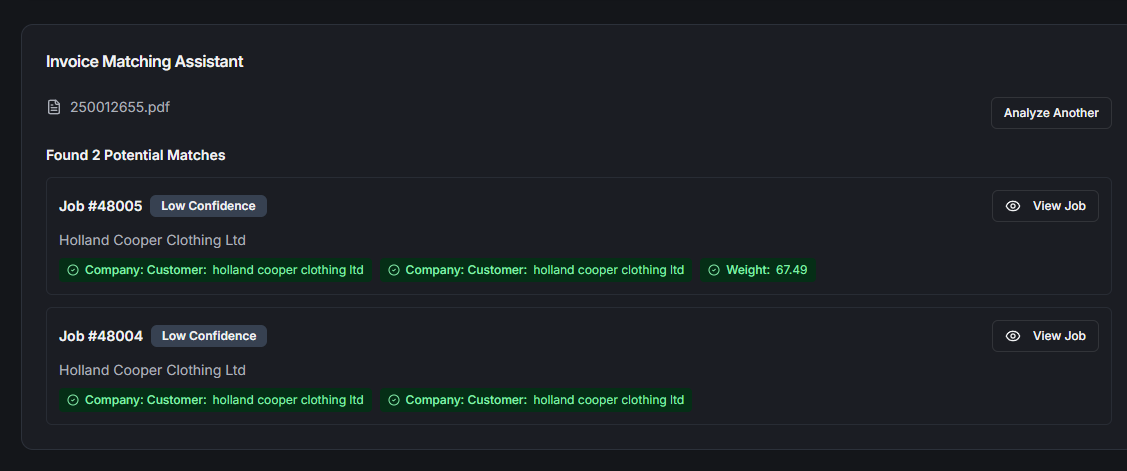 Invoice Matching Assistant
250012655.pdf
Analyze Another
Found 2 Potential Matches
Job #48005 Low Confidence
View Job
Holland Cooper Clothing Ltd
Company: Customer: holland cooper clothing ltd Company: Customer: holland cooper clothing ltd Weight: 67.49
Job #48004 Low Confidence
View Job
Holland Cooper Clothing Ltd
Company: Customer: holland cooper clothing ltd Company: Customer: holland cooper clothing ltd